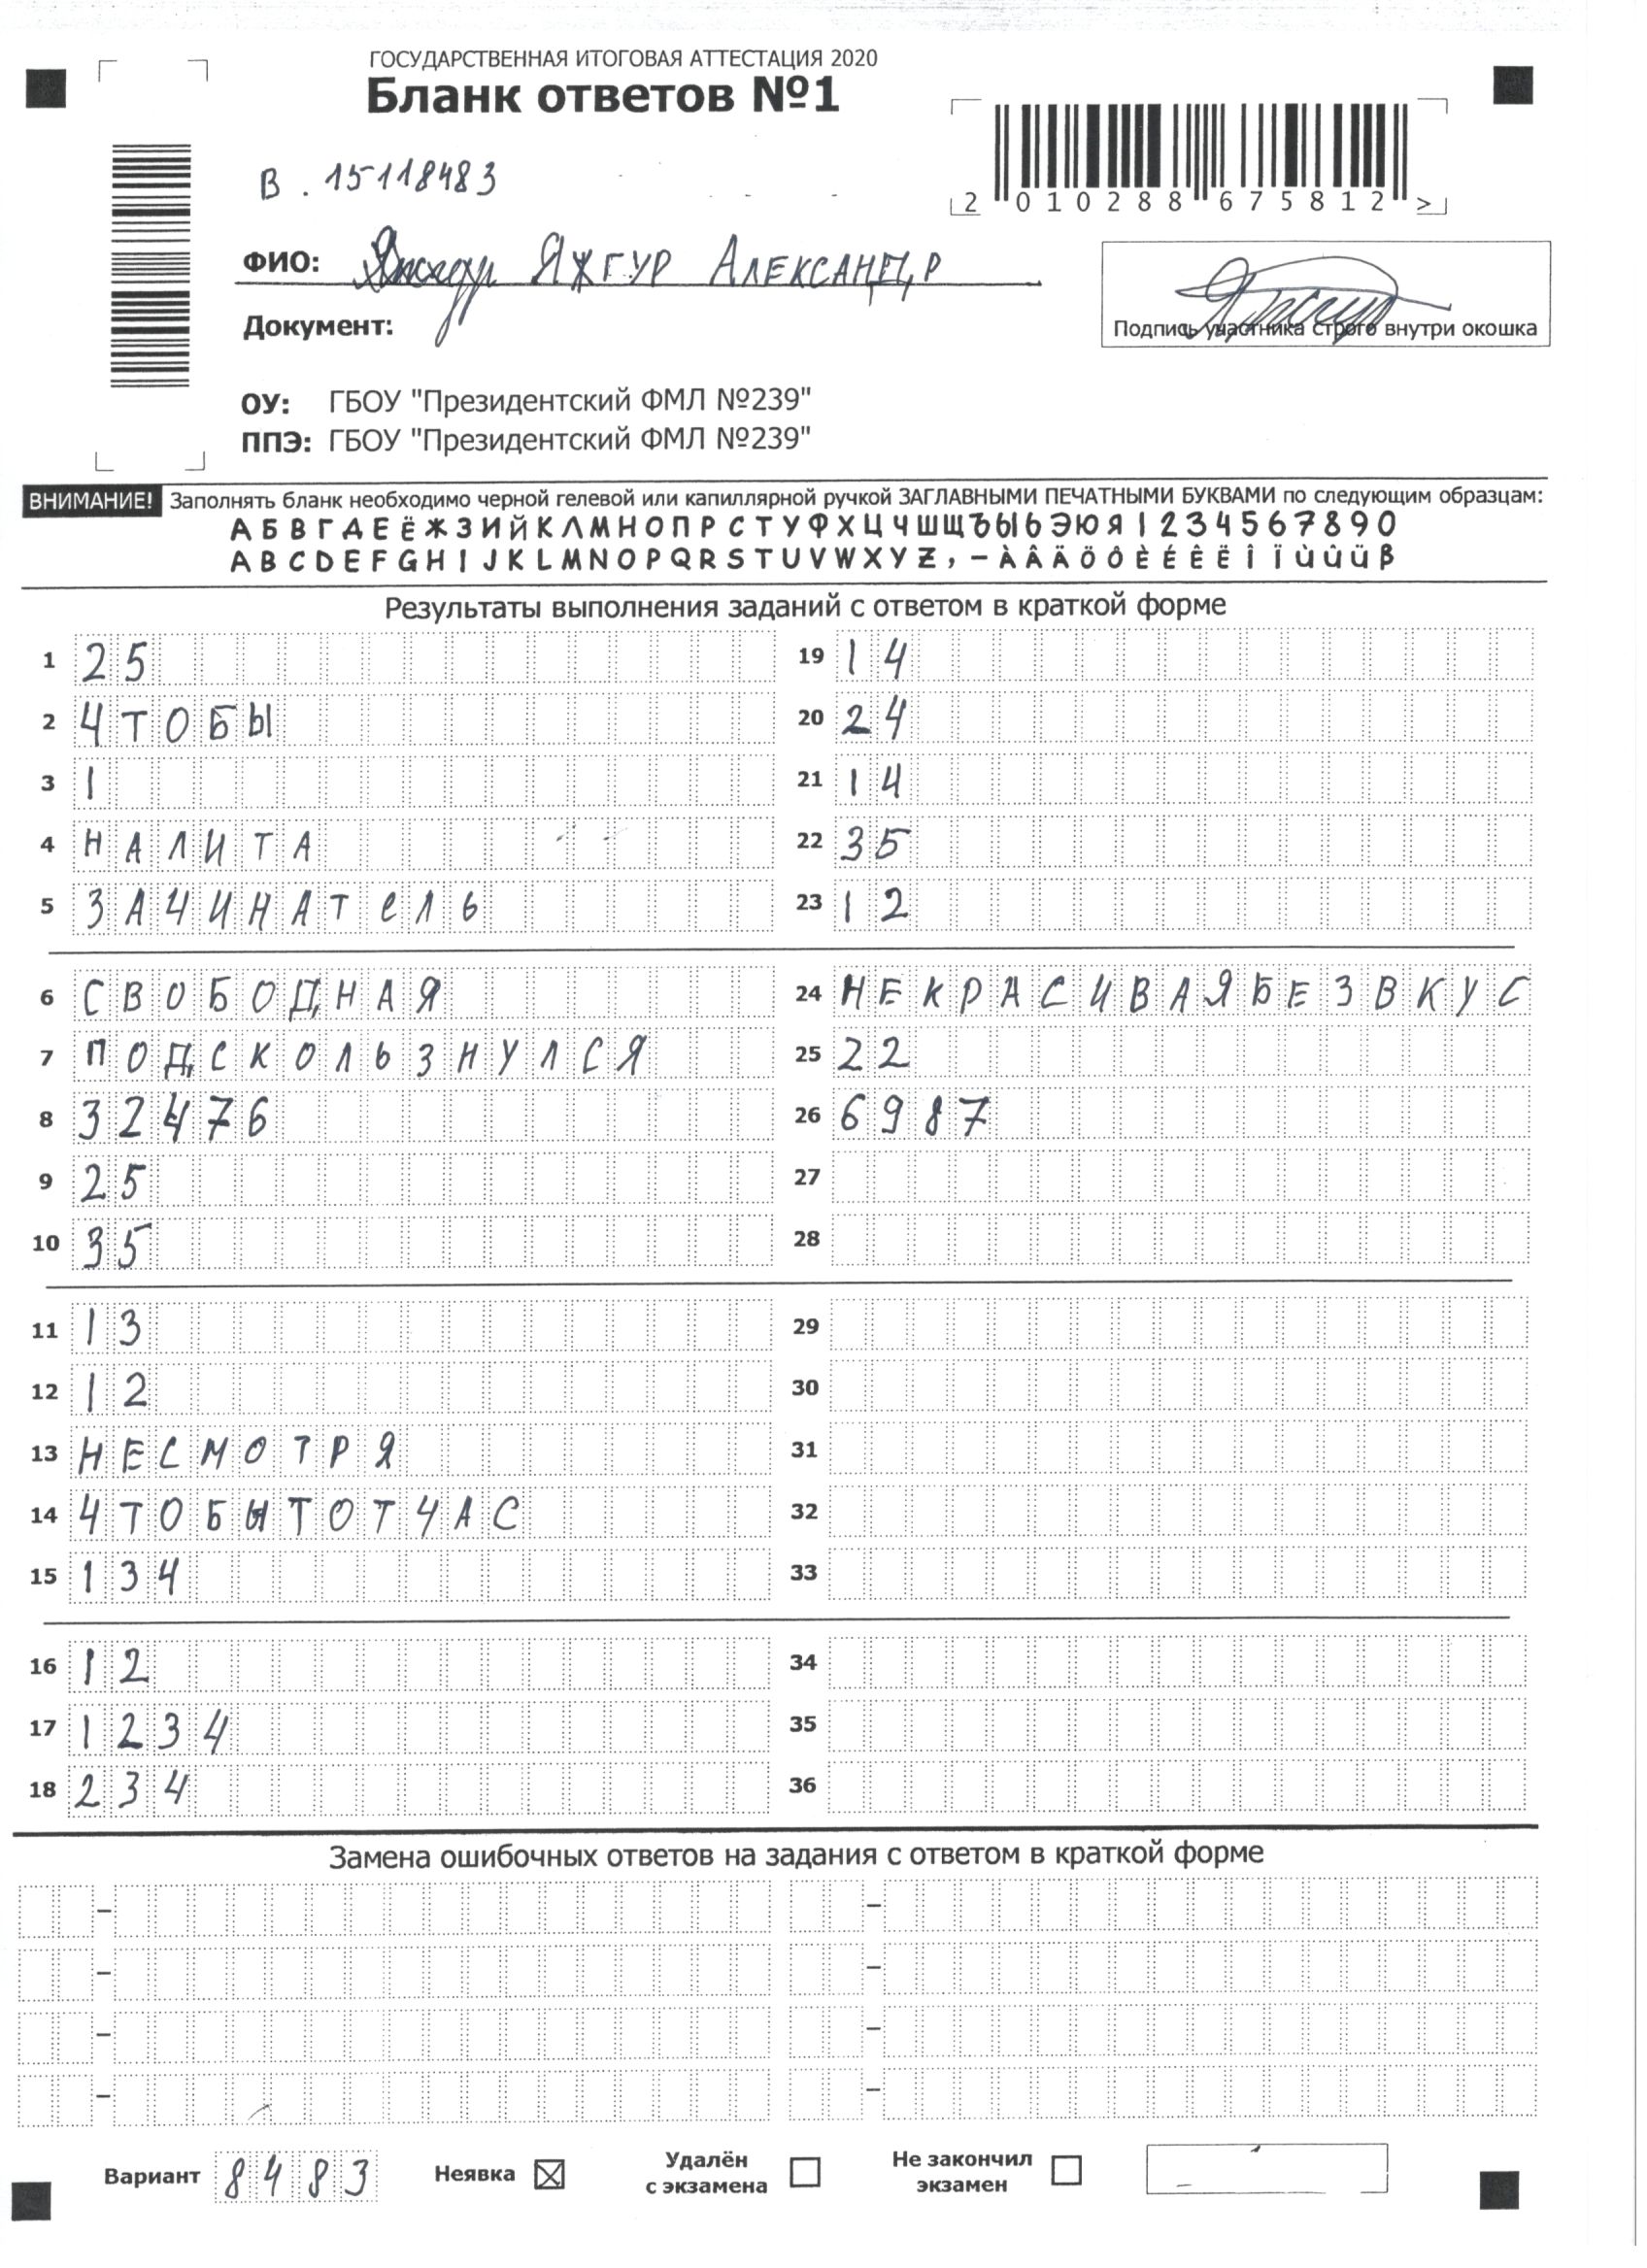 ГОСУДАРСТВЕННАЯ ИТОГОВАЯ АТТЕСТАЦИЯ 2020
Бланк ответов №1
В . 15118483
2 010288 675812 >
ФИО: ЯЖГУР АЛЕКСАНДР
Документ:
Подпись участника строго внутри окошка
ОУ: ГБОУ "Президентский ФМЛ №239"
ППЭ: ГБОУ "Президентский ФМЛ №239"
ВНИМАНИЕ! Заполнять бланк необходимо черной гелевой или капиллярной ручкой ЗАГЛАВНЫМИ ПЕЧАТНЫМИ БУКВАМИ по следующим образцам:
А Б В Г Д Е Ё Ж З И Й К Л М Н О П Р С Т У Ф Х Ц Ч Ш Щ Ъ Ы Ь Э Ю Я 1 2 3 4 5 6 7 8 9 0
A B C D E F G H I J K L M N O P Q R S T U V W X Y Z , - À Â Ä Ö Ô È É Ê Ë Î Ï Ù Û Ü ß
Результаты выполнения заданий с ответом в краткой форме
1 25
2 ЧТОБЫ
3 1
4 НАЛИТА
5 ЗАЧИНАТЕЛЬ
6 СВОБОДНАЯ
7 ПОДСКОЛЬЗНУЛСЯ
8 32476
9 25
10 35
11 13
12 12
13 НЕСМОТРЯ
14 ЧТОБЫТОТЧАС
15 134
16 12
17 1234
18 234
19 14
20 24
21 14
22 35
23 12
24 НЕКРАСИВАЯБЕЗВКУС
25 22
26 6987
27
28
29
30
31
32
33
34
35
36
Замена ошибочных ответов на задания с ответом в краткой форме
Вариант 8483 Неявка Удалён с экзамена Не закончил экзамен